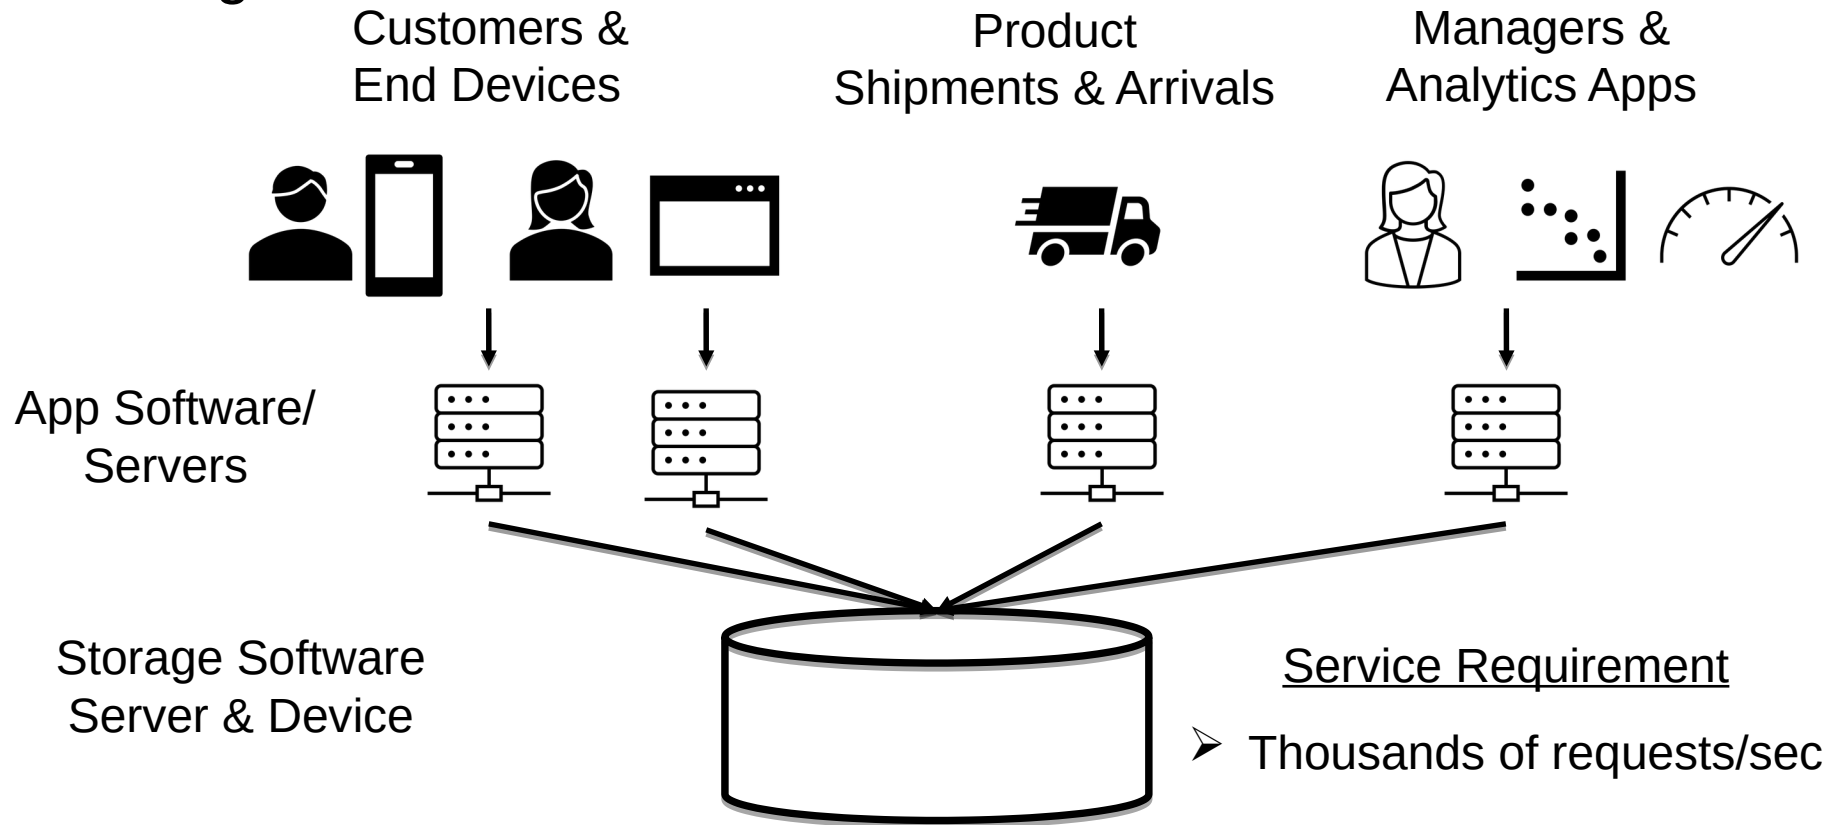 Customers &
End Devices
Product
Shipments & Arrivals
Managers &
Analytics Apps
App Software/
Servers
Storage Software
Server & Device
Service Requirement
➢ Thousands of requests/sec